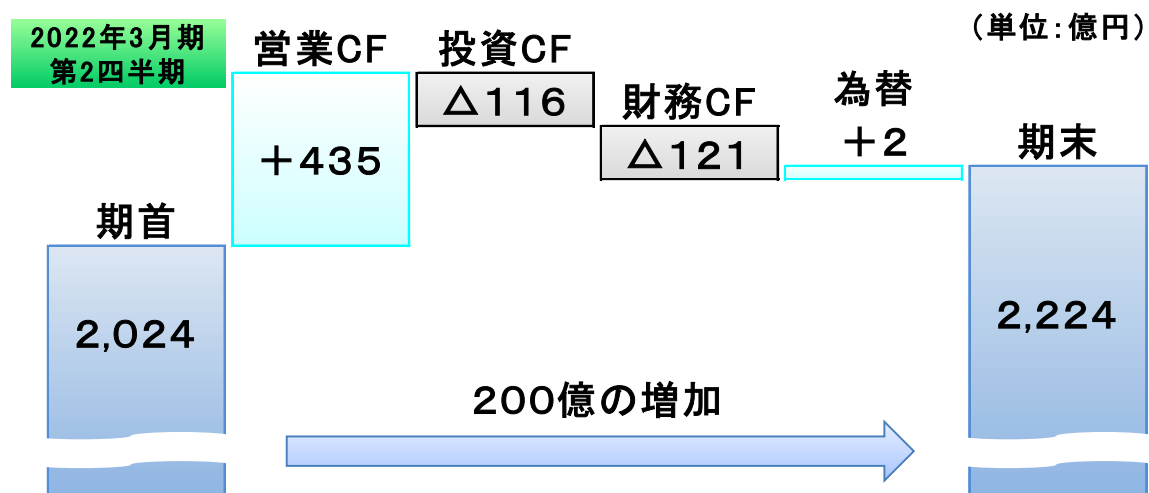 2022年3月期
第2四半期
(単位:億円)
営業CF
+435
投資CF
△116
財務CF
△121
為替
+2
期末
2,224
期首
2,024
200億の増加